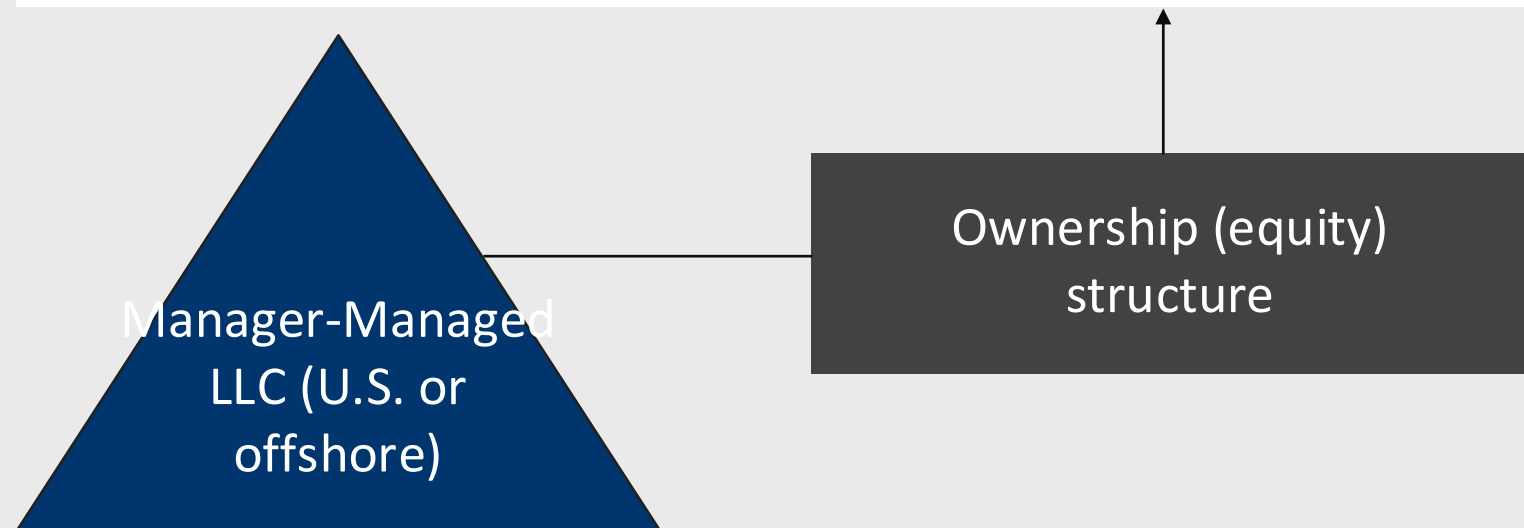 Manager-Managed
LLC (U.S. or
offshore)
Ownership (equity)
structure